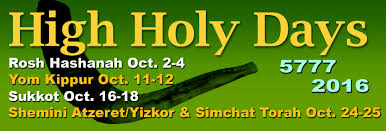 High Holy Days
Rosh Hashanah Oct. 2-4
5777
Yom Kippur Oct. 11-12
2016
Sukkot Oct. 16-18
Shemini Atzeret/Yizkor & Simchat Torah Oct. 24-25